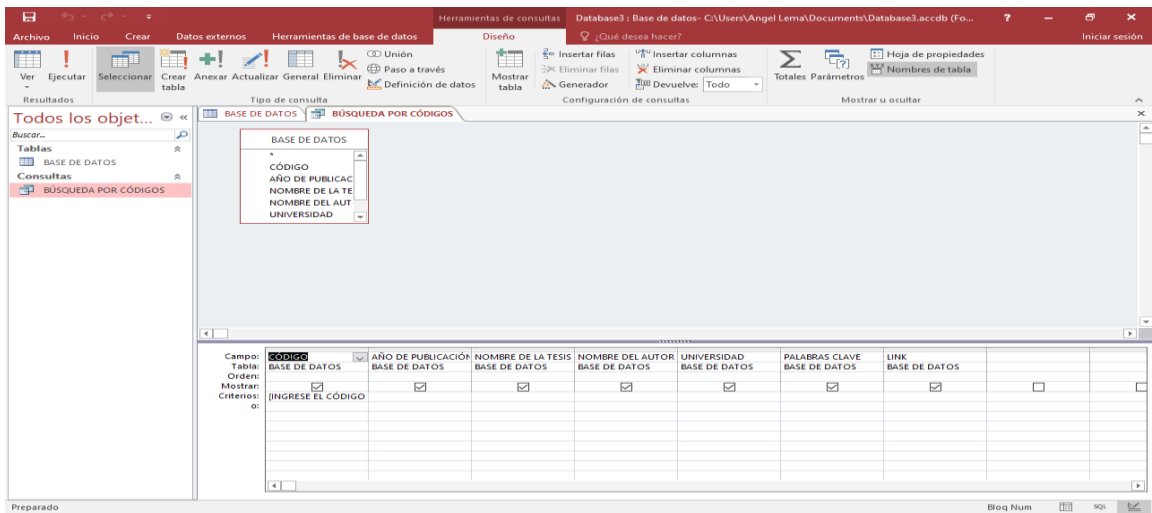 Herramientas de consultas Database3 : Base de datos- C:\Users\Angel Lema\Documents\Database3.accdb (Fo... ?
Archivo Inicio Crear Datos externos Herramientas de base de datos Diseño ¿Qué desea hacer? Iniciar sesión
Unión
Paso a través
Definición de datos
Ver Ejecutar Seleccionar Crear tabla Anexar Actualizar General Eliminar
Mostrar tabla
Insertar filas Insertar columnas
Eliminar filas Eliminar columnas
Generador Devuelve: Todo
Totales Parámetros
Hoja de propiedades
Nombres de tabla
Resultados Tipo de consulta Configuración de consultas Mostrar u ocultar
Todos los objet...
Buscar...
Tablas
BASE DE DATOS
Consultas
BÚSQUEDA POR CÓDIGOS
BASE DE DATOS BÚSQUEDA POR CÓDIGOS
BASE DE DATOS
*
CÓDIGO
AÑO DE PUBLICAC
NOMBRE DE LA TE
NOMBRE DEL AUT
UNIVERSIDAD
Campo: CÓDIGO AÑO DE PUBLICACIÓN NOMBRE DE LA TESIS NOMBRE DEL AUTOR UNIVERSIDAD PALABRAS CLAVE LINK
Tabla: BASE DE DATOS BASE DE DATOS BASE DE DATOS BASE DE DATOS BASE DE DATOS BASE DE DATOS BASE DE DATOS
Orden:
Mostrar:
Criterios: [INGRESE EL CÓDIGO
o:
Preparado Bloq Num SQL